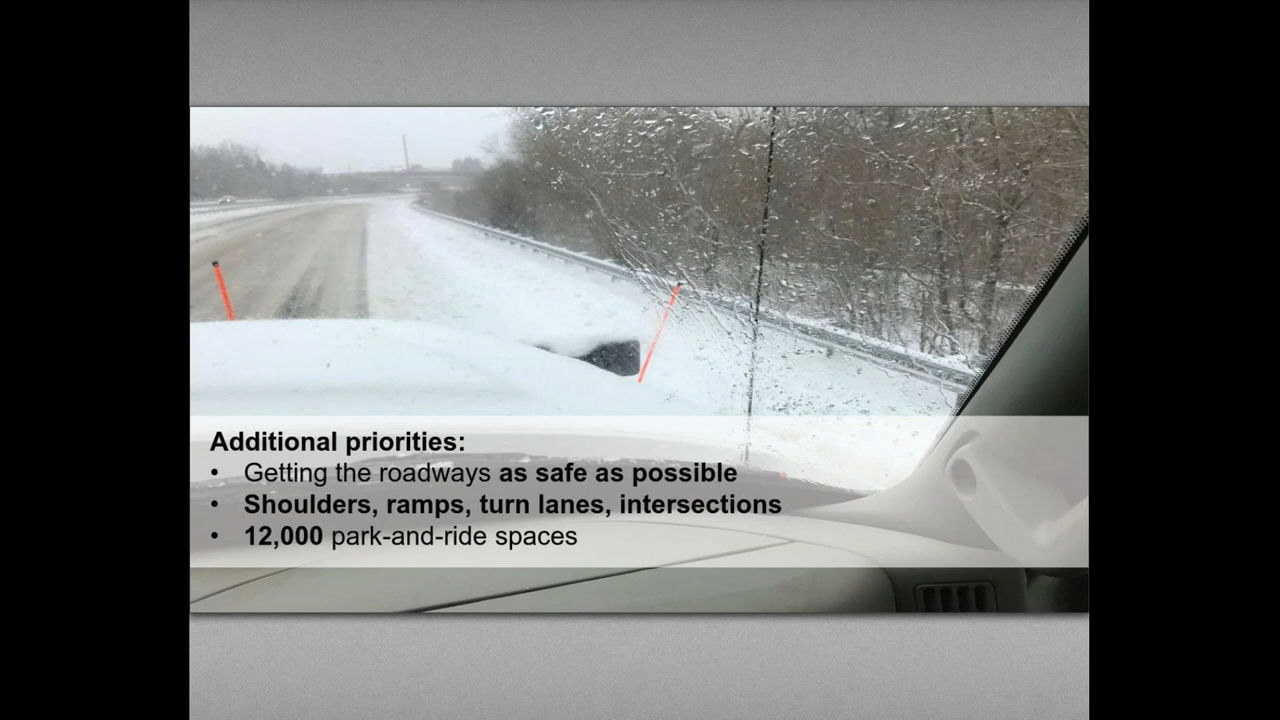 Additional priorities:
• Getting the roadways as safe as possible
• Shoulders, ramps, turn lanes, intersections
• 12,000 park-and-ride spaces